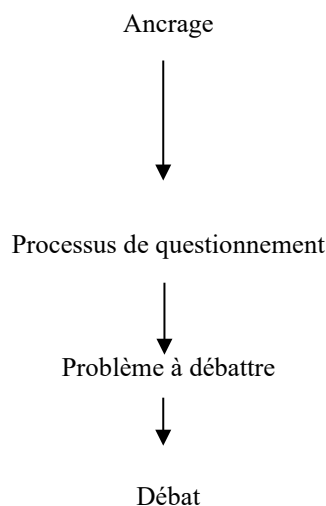 Ancrage
Processus de questionnement
Problème à débattre
Débat